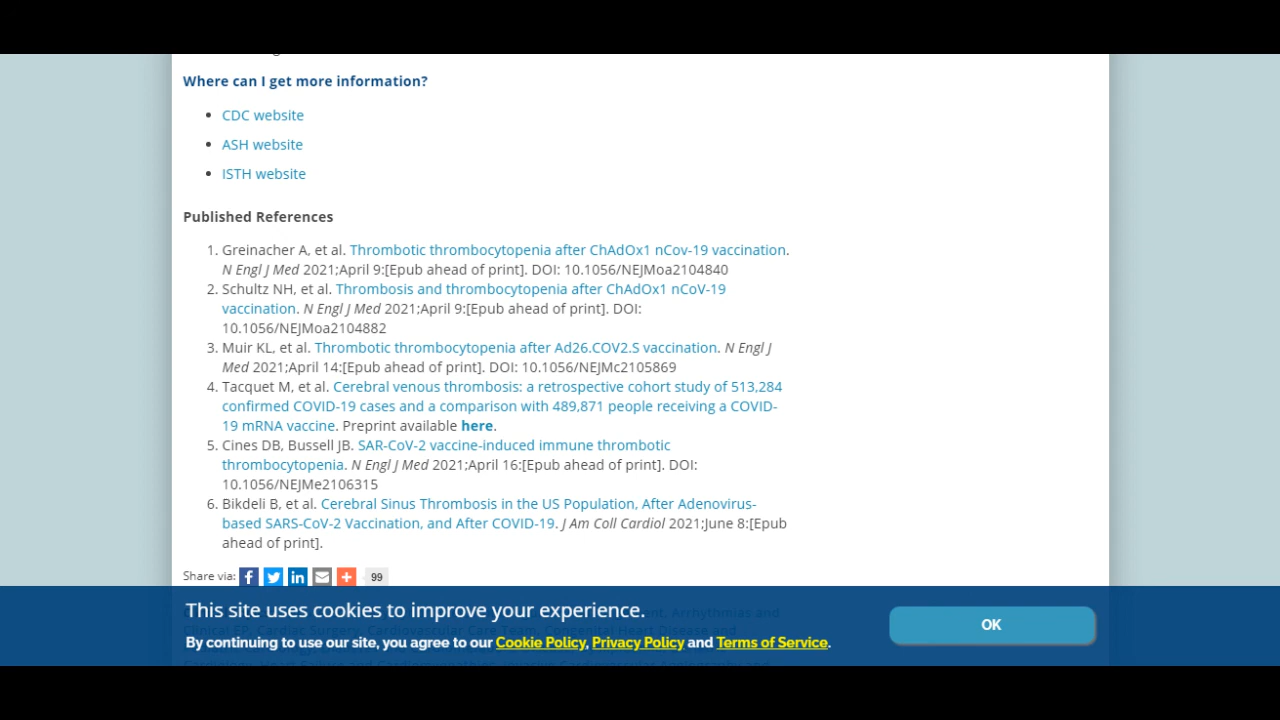 Where can I get more information?
• CDC website
• ASH website
• ISTH website
Published References
1. Greinacher A, et al. Thrombotic thrombocytopenia after ChAdOx1 nCov-19 vaccination.
N Engl J Med 2021;April 9:[Epub ahead of print]. DOI: 10.1056/NEJMoa2104840
2. Schultz NH, et al. Thrombosis and thrombocytopenia after ChAdOx1 nCoV-19
vaccination. N Engl J Med 2021;April 9:[Epub ahead of print]. DOI:
10.1056/NEJMoa2104882
3. Muir KL, et al. Thrombotic thrombocytopenia after Ad26.COV2.S vaccination. N Engl J
Med 2021;April 14:[Epub ahead of print]. DOI: 10.1056/NEJMc2105869
4. Tacquet M, et al. Cerebral venous thrombosis: a retrospective cohort study of 513,284
confirmed COVID-19 cases and a comparison with 489,871 people receiving a COVID-
19 mRNA vaccine. Preprint available here.
5. Cines DB, Bussell JB. SAR-CoV-2 vaccine-induced immune thrombotic
thrombocytopenia. N Engl J Med 2021;April 16:[Epub ahead of print]. DOI:
10.1056/NEJMe2106315
6. Bikdeli B, et al. Cerebral Sinus Thrombosis in the US Population, After Adenovirus-
based SARS-CoV-2 Vaccination, and After COVID-19. J Am Coll Cardiol 2021;June 8:[Epub
ahead of print].
Share via: 99
This site uses cookies to improve your experience.
By continuing to use our site, you agree to our Cookie Policy, Privacy Policy and Terms of Service.
OK